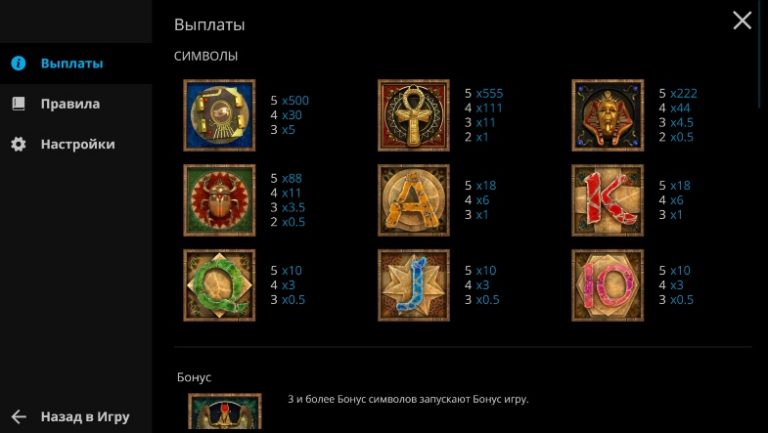 Выплаты
Правила
Настройки
Назад в Игру
Выплаты
СИМВОЛЫ
5 x500
4 x30
3 x5
5 x555
4 x111
3 x11
2 x1
5 x222
4 x44
3 x4.5
2 x0.5
5 x88
4 x11
3 x3.5
2 x0.5
A
5 x18
4 x6
3 x1
K
5 x18
4 x6
3 x1
Q
5 x10
4 x3
3 x0.5
J
5 x10
4 x3
3 x0.5
10
5 x10
4 x3
3 x0.5
Бонус
3 и более Бонус символов запускают Бонус игру.